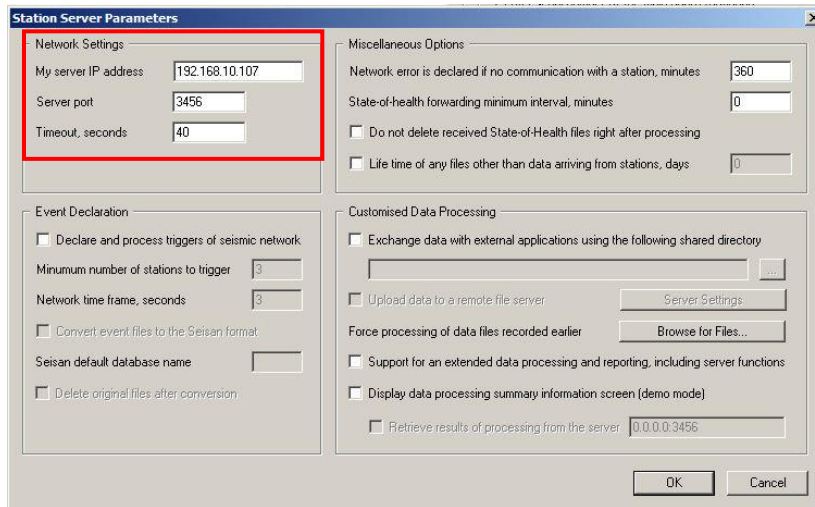 Station Server Parameters
Network Settings
My server IP address 192.168.10.107
Server port 3456
Timeout, seconds 40
Miscellaneous Options
Network error is declared if no communication with a station, minutes 360
State-of-health forwarding minimum interval, minutes 0
Do not delete received State-of-Health files right after processing
Life time of any files other than data arriving from stations, days 0
Event Declaration
Declare and process triggers of seismic network
Minumum number of stations to trigger 3
Network time frame, seconds 3
Convert event files to the Seisan format
Seisan default database name
Delete original files after conversion
Customised Data Processing
Exchange data with external applications using the following shared directory
...
Upload data to a remote file server Server Settings
Force processing of data files recorded earlier Browse for Files...
Support for an extended data processing and reporting, including server functions
Display data processing summary information screen (demo mode)
Retrieve results of processing from the server 0.0.0.0:3456
OK Cancel